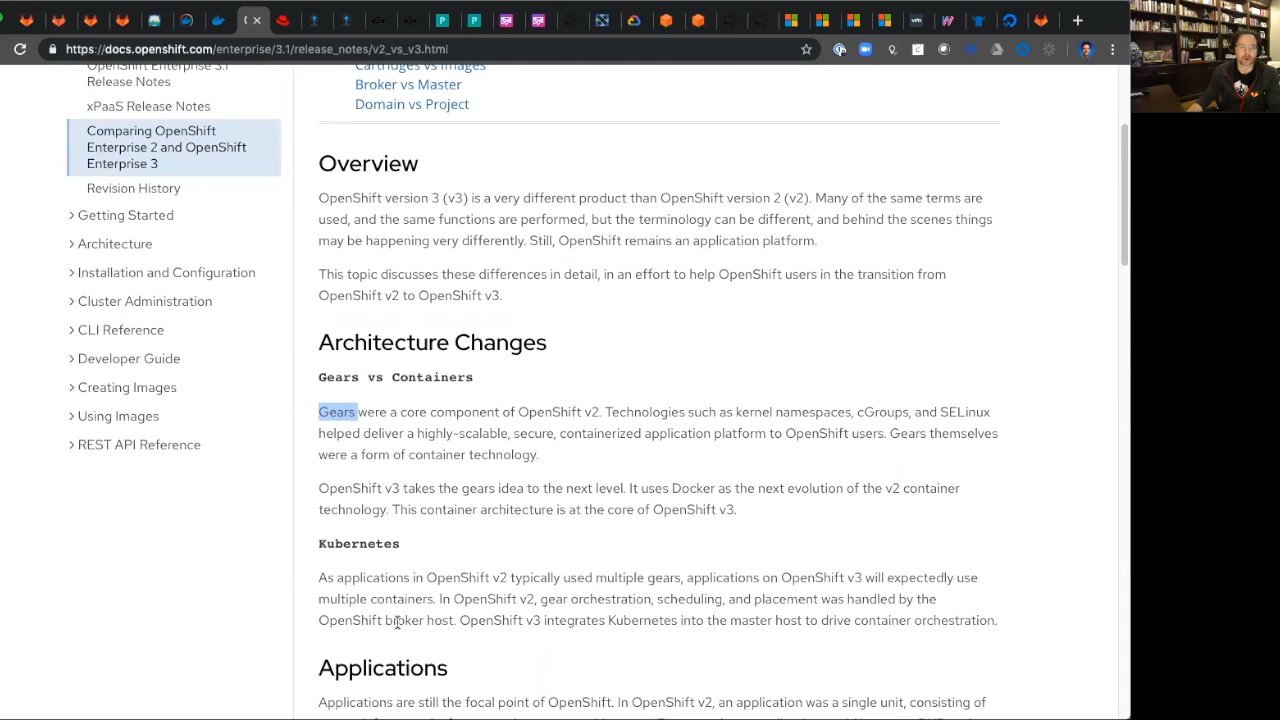 https://docs.openshift.com/enterprise/3.1/release_notes/v2_vs_v3.html
OpenShift Enterprise 3.1
Release Notes
xPaaS Release Notes
Comparing OpenShift
Enterprise 2 and OpenShift
Enterprise 3
Revision History
Getting Started
Architecture
Installation and Configuration
Cluster Administration
CLI Reference
Developer Guide
Creating Images
Using Images
REST API Reference
Cartridges vs Images
Broker vs Master
Domain vs Project
Overview
OpenShift version 3 (v3) is a very different product than OpenShift version 2 (v2). Many of the same terms are
used, and the same functions are performed, but the terminology can be different, and behind the scenes things
may be happening very differently. Still, OpenShift remains an application platform.
This topic discusses these differences in detail, in an effort to help OpenShift users in the transition from
OpenShift v2 to OpenShift v3.
Architecture Changes
Gears vs Containers
Gears were a core component of OpenShift v2. Technologies such as kernel namespaces, cGroups, and SELinux
helped deliver a highly-scalable, secure, containerized application platform to OpenShift users. Gears themselves
were a form of container technology.
OpenShift v3 takes the gears idea to the next level. It uses Docker as the next evolution of the v2 container
technology. This container architecture is at the core of OpenShift v3.
Kubernetes
As applications in OpenShift v2 typically used multiple gears, applications on OpenShift v3 will expectedly use
multiple containers. In OpenShift v2, gear orchestration, scheduling, and placement was handled by the
OpenShift broker host. OpenShift v3 integrates Kubernetes into the master host to drive container orchestration.
Applications
Applications are still the focal point of OpenShift. In OpenShift v2, an application was a single unit, consisting of